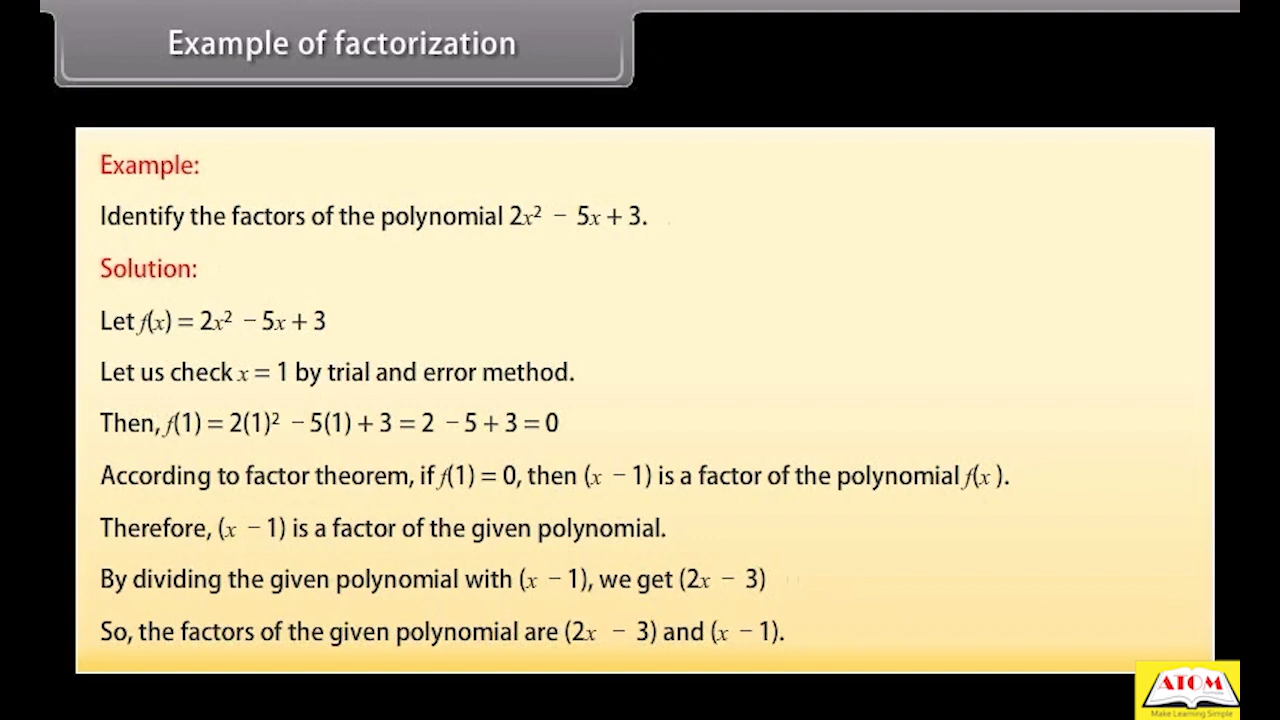 Example of factorization
Example:
Identify the factors of the polynomial 2x² − 5x + 3.
Solution:
Let f(x) = 2x² − 5x + 3
Let us check x = 1 by trial and error method.
Then, f(1) = 2(1)² − 5(1) + 3 = 2 − 5 + 3 = 0
According to factor theorem, if f(1) = 0, then (x − 1) is a factor of the polynomial f(x ).
Therefore, (x − 1) is a factor of the given polynomial.
By dividing the given polynomial with (x − 1), we get (2x − 3)
So, the factors of the given polynomial are (2x − 3) and (x − 1).
ATOM
Make Learning Simple